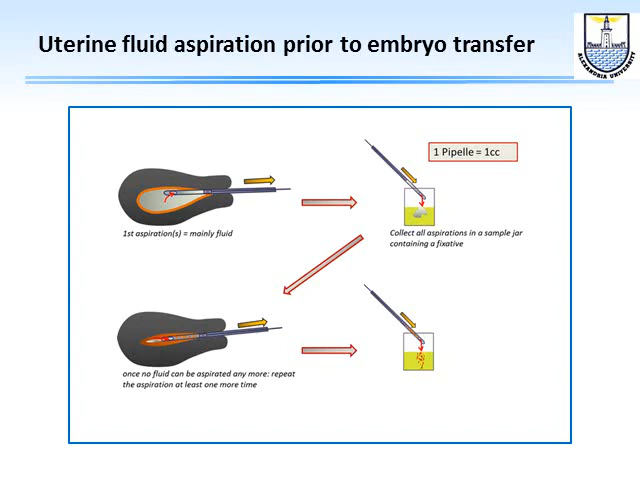 Uterine fluid aspiration prior to embryo transfer
ALEXANDRIA UNIVERSITY
1 Pipelle = 1cc
1st aspiration(s) = mainly fluid
Collect all aspirations in a sample jar
containing a fixative
once no fluid can be aspirated any more: repeat
the aspiration at least one more time